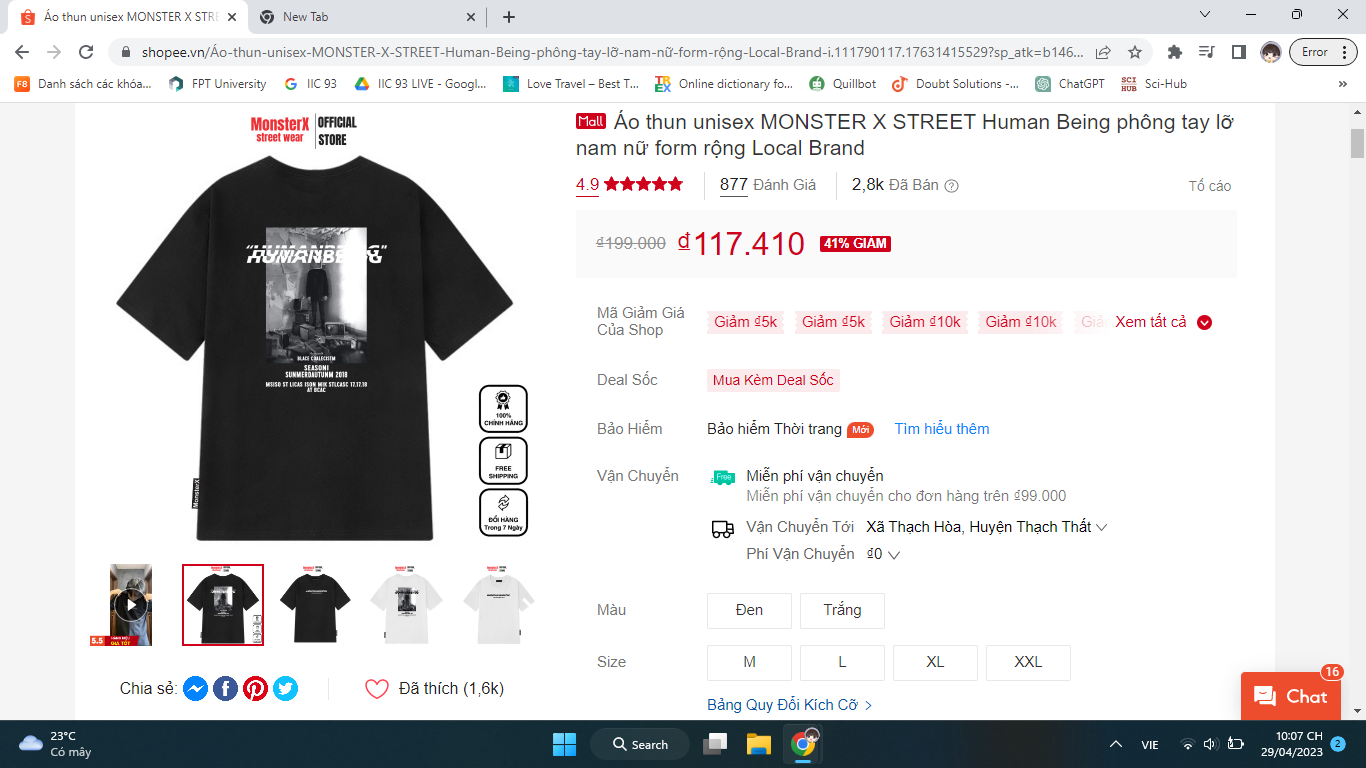 Áo thun unisex MONSTER X STRE
New Tab
shopee.vn/Áo-thun-unisex-MONSTER-X-STREET-Human-Being-phông-tay-lỡ-nam-nữ-form-rộng-Local-Brand-i.111790117.17631415529?sp_atk=b146...
Error
F8
Danh sách các khóa...
FPT University
IIC 93
IIC 93 LIVE - Googl...
Love Travel – Best T...
Online dictionary fo...
Quillbot
Doubt Solutions -...
ChatGPT
SCI HUB
Sci-Hub
MonsterX
street wear
OFFICIAL
STORE
"HUMANBEING"
HUMANBEING
SEASON1
SUMMERDAUTUNM 2018
MSISO ST LICAS ISON MIK STLCASC 17.17.18
AT UCAC
MonsterX
100%
CHÍNH HÃNG
FREE
SHIPPING
ĐỔI HÀNG
Trong 7 Ngày
5.5
GIÁ TỐT
Chia sẻ:
Đã thích (1,6k)
Mall Áo thun unisex MONSTER X STREET Human Being phông tay lỡ
nam nữ form rộng Local Brand
4.9
877 Đánh Giá
2,8k Đã Bán
Tố cáo
₫199.000 ₫117.410 41% GIẢM
Mã Giảm Giá
Của Shop
Giảm ₫5k
Giảm ₫5k
Giảm ₫10k
Giảm ₫10k
Giả
Xem tất cả
Deal Sốc
Mua Kèm Deal Sốc
Bảo Hiểm
Bảo hiểm Thời trang Mới Tìm hiểu thêm
Vận Chuyển
Free
Miễn phí vận chuyển
Miễn phí vận chuyển cho đơn hàng trên ₫99.000
Vận Chuyển Tới Xã Thạch Hòa, Huyện Thạch Thất
Phí Vận Chuyển ₫0
Màu
Đen
Trắng
Size
M
L
XL
XXL
Bảng Quy Đổi Kích Cỡ >
16
Chat
23°C
Có mây
Search
VIE
10:07 CH
29/04/2023
2